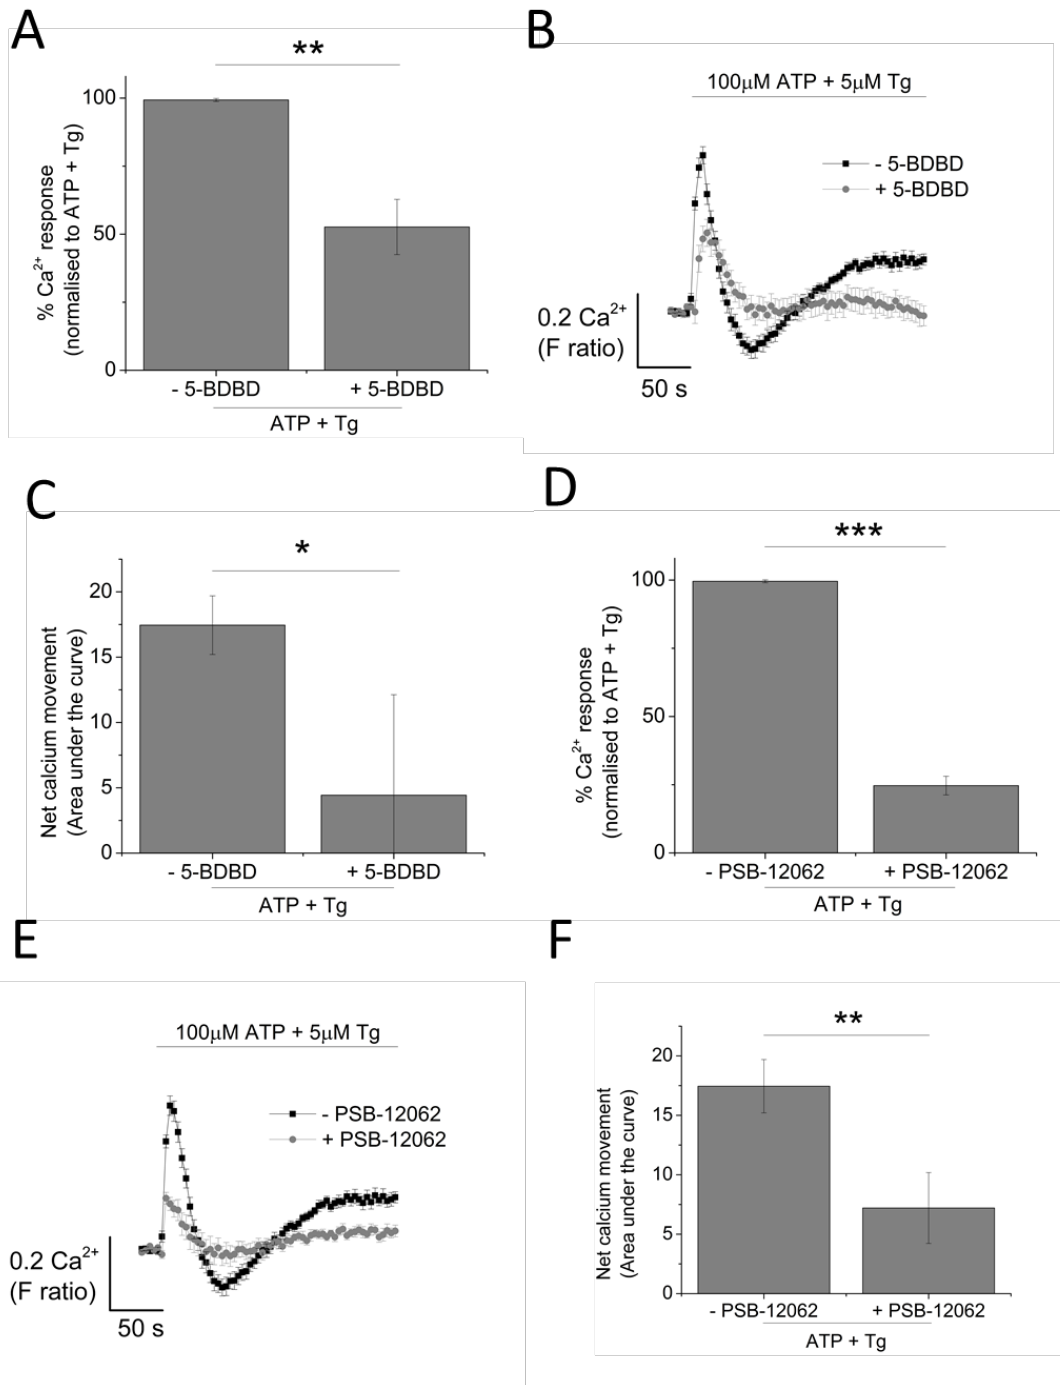 A
**
100
50
0
% Ca²⁺ response
(normalised to ATP + Tg)
- 5-BDBD
+ 5-BDBD
ATP + Tg
B
100µM ATP + 5µM Tg
- 5-BDBD
+ 5-BDBD
0.2 Ca²⁺
(F ratio)
50 s
C
*
20
15
10
5
0
Net calcium movement
(Area under the curve)
- 5-BDBD
+ 5-BDBD
ATP + Tg
D
***
100
50
0
% Ca²⁺ response
(normalised to ATP + Tg)
- PSB-12062
+ PSB-12062
ATP + Tg
E
100µM ATP + 5µM Tg
- PSB-12062
+ PSB-12062
0.2 Ca²⁺
(F ratio)
50 s
F
**
20
15
10
5
0
Net calcium movement
(Area under the curve)
- PSB-12062
+ PSB-12062
ATP + Tg